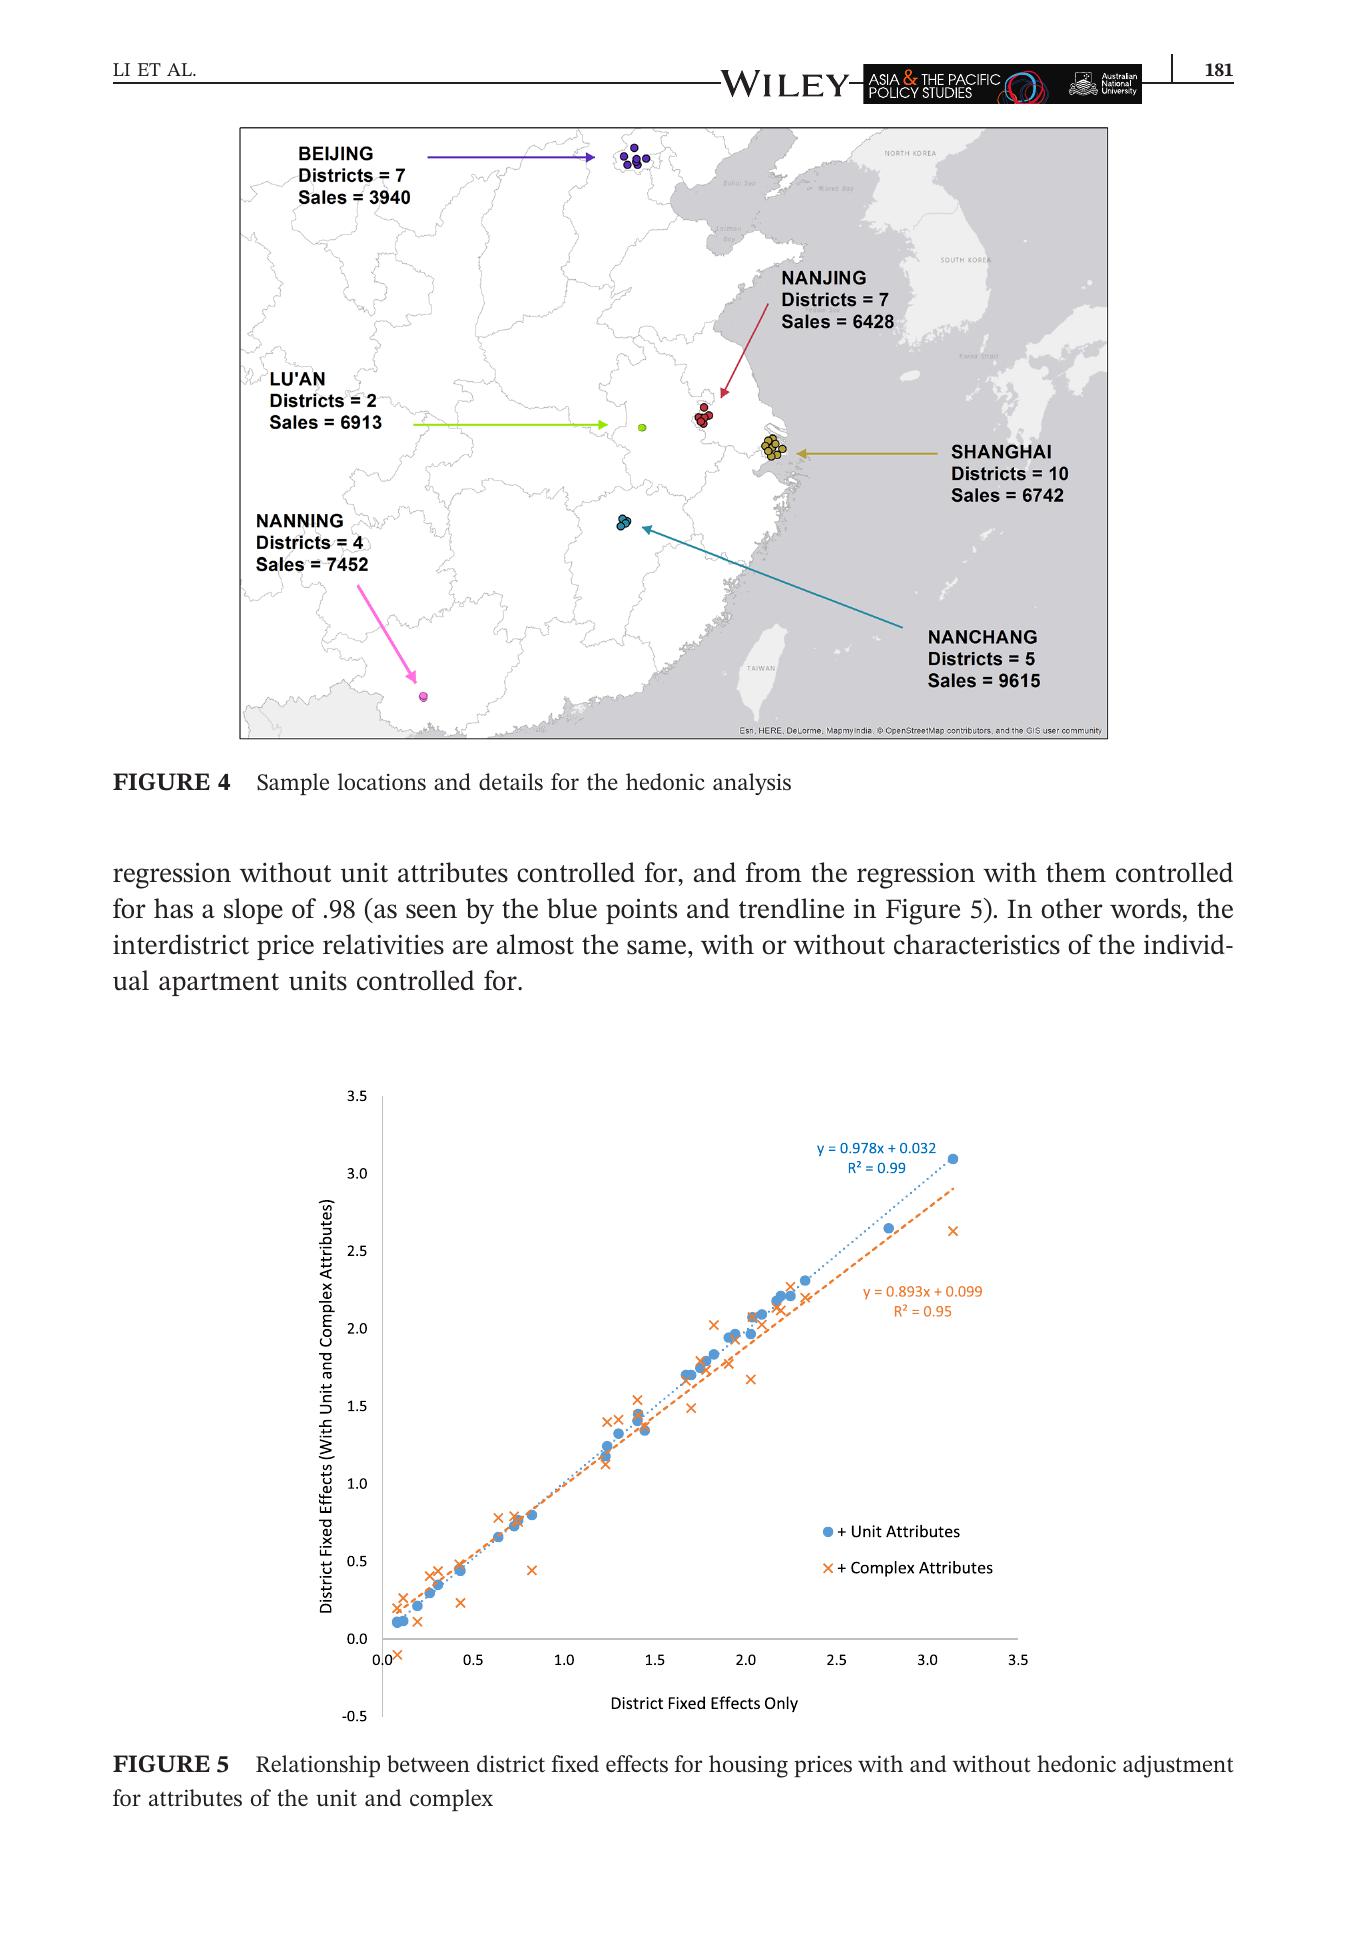 LI ET AL.
WILEY
ASIA & THE PACIFIC
POLICY STUDIES
Australian
National
University
181
BEIJING
Districts = 7
Sales = 3940
NORTH KOREA
Bohai Sea
Korea Bay
Laizhou
Bay
SOUTH KOREA
NANJING
Districts = 7
Sales = 6428
Korea Strait
LU'AN
Districts = 2
Sales = 6913
SHANGHAI
Districts = 10
Sales = 6742
NANNING
Districts = 4
Sales = 7452
NANCHANG
Districts = 5
Sales = 9615
TAIWAN
Esri, HERE, DeLorme, MapmyIndia, © OpenStreetMap contributors, and the GIS user community
FIGURE 4 Sample locations and details for the hedonic analysis
regression without unit attributes controlled for, and from the regression with them controlled
for has a slope of .98 (as seen by the blue points and trendline in Figure 5). In other words, the
interdistrict price relativities are almost the same, with or without characteristics of the individ-
ual apartment units controlled for.
3.5
3.0
2.5
2.0
1.5
1.0
0.5
0.0
-0.5
District Fixed Effects (With Unit and Complex Attributes)
y = 0.978x + 0.032
R² = 0.99
y = 0.893x + 0.099
R² = 0.95
+ Unit Attributes
+ Complex Attributes
0.0 0.5 1.0 1.5 2.0 2.5 3.0 3.5
District Fixed Effects Only
FIGURE 5 Relationship between district fixed effects for housing prices with and without hedonic adjustment
for attributes of the unit and complex